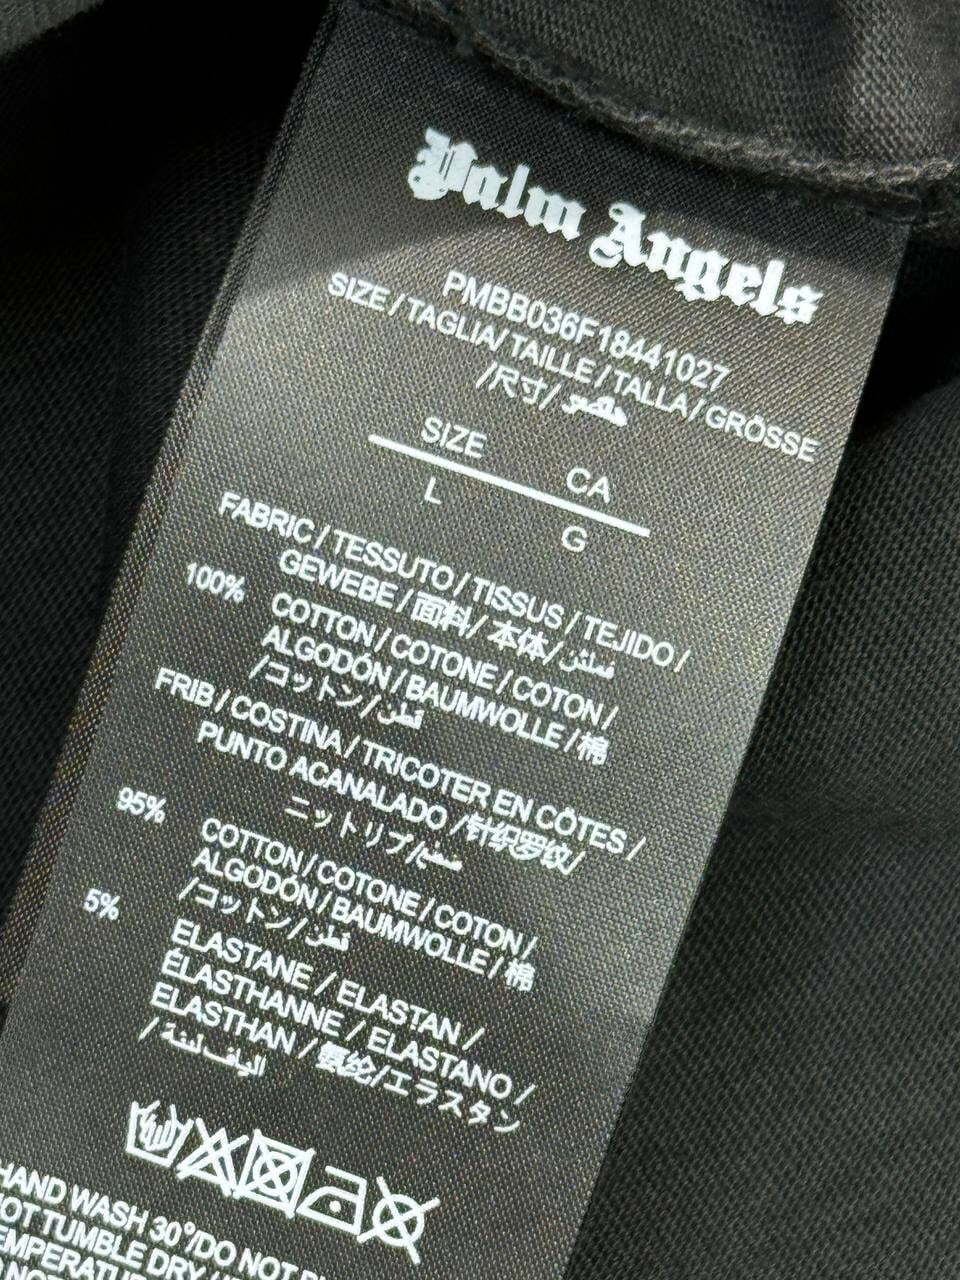 Palm Angels
PMBB036F18441027
SIZE / TAGLIA / TAILLE / TALLA / GRÖSSE
/尺寸/
SIZE CA
L G
FABRIC / TESSUTO / TISSUS / TEJIDO /
GEWEBE / 面料 / 本体 /
100% COTTON / COTONE / COTON /
ALGODÓN / BAUMWOLLE / 棉
/コットン / قطن
FRIB / COSTINA / TRICOTER EN CÔTES /
PUNTO ACANALADO /针织罗纹/
ニットリブ/
95% COTTON / COTONE / COTON /
ALGODÓN / BAUMWOLLE / 棉
/コットン / قطن
5% ELASTANE / ELASTAN /
ÉLASTHANNE / ELASTANO /
ELASTHAN / 氨纶/エラスタン
/
HAND WASH 30°/DO NOT
NOT TUMBLE DRY /